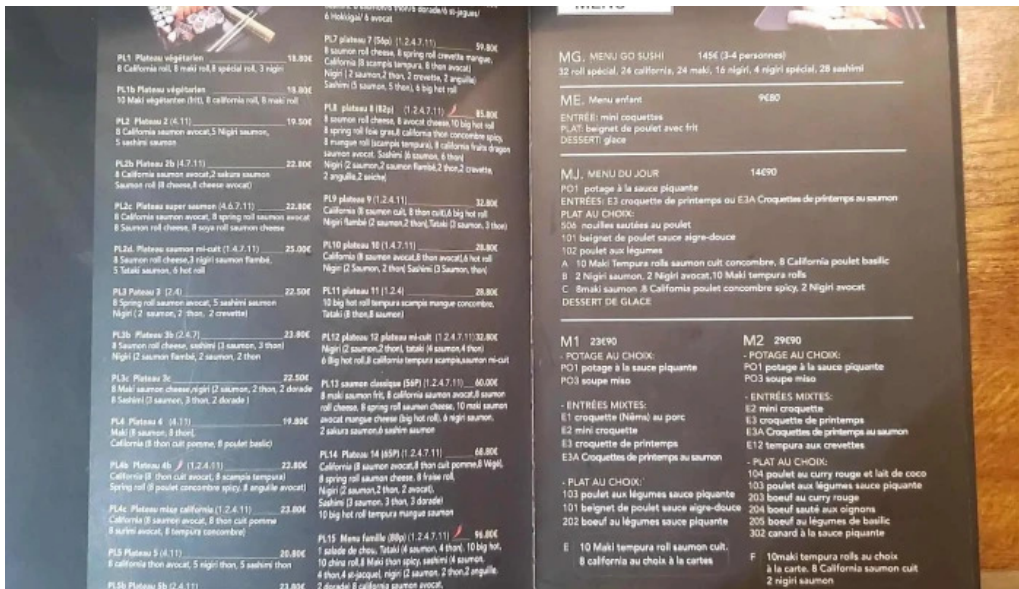 PL1 Plateau végétarien 18.80€
8 California roll, 8 maki roll,8 spécial roll, 3 nigiri
PL1b Plateau végétarien 18.80€
10 Maki végétarien (frit), 8 california roll, 8 maki roll
PL2 Plateau 2 (4.11) 19.50€
8 California saumon avocat,5 Nigiri saumon,
5 sashimi saumon
PL2b Plateau 2b (4.7.11) 22.80€
8 California saumon avocat,2 sakura saumon
Saumon roll (8 cheese,8 cheese avocat)
PL2c Plateau super saumon (4.6.7.11) 22.80€
8 California saumon avocat, 8 spring roll saumon avocat
8 Saumon roll cheese, 8 soya roll saumon cheese
PL2d. Plateau saumon mi-cuit (1.4.7.11) 25.00€
8 Saumon roll cheese,3 nigiri saumon flambé,
5 Tataki saumon, 6 hot roll
PL3 Pateau 3 (2.4) 22.50€
8 Spring roll saumon avocat, 5 sashimi saumon
Nigiri ( 2 saumon, 2 thon, 2 crevette)
PL3b Plateau 3b (2.4.7) 23.80€
8 Saumon roll cheese, sashimi (3 saumon, 3 thon)
Nigiri (2 saumon flambé, 2 saumon, 2 thon
PL3c Plateau 3c 22.50€
8 Maki saumon cheese,nigiri (2 saumon, 2 thon, 2 dorade
8 Sashimi (3 saumon, 3 thon, 2 dorade )
PL4 Plateau 4 (4.11) 19.80€
Maki (8 saumon, 8 thon),
California (8 thon cuit pomme, 8 poulet basilic)
PL4b Plateau 4b (1.2.4.11) 22.80€
California (8 thon cuit avocat, 8 scampis tempura)
Spring roll (8 poulet concombre spicy, 8 anguille avocat)
PL4c Plateau mixe california (1.2.4.11) 23.80€
California (8 saumon avocat, 8 thon cuit pomme
8 surimi avocat, 8 tempura concombre)
PL5 Plateau 5 (4.11) 20.80€
8 california thon avocat, 5 nigiri thon, 5 sashimi thon
PL5b Plateau 5b (2.4.11) 23.80€
6 Hokkigai/ 6 avocat
PL7 plateau 7 (56p) (1.2.4.7.11) 59.80€
8 saumon roll cheese, 8 spring roll crevette mangue,
California (8 scampis tempura, 8 thon avocat)
Nigiri ( 2 saumon,2 thon, 2 crevette, 2 anguille)
Sashimi (5 saumon, 5 thon), 6 big hot roll
PL8 plateau 8 (82p) (1.2.4.7.11) 85.80€
8 saumon roll cheese, 8 avocat cheese,10 big hot roll
8 spring roll foie gras,8 california thon concombre spicy,
8 mangue roll (scampis tempura), 8 california fraits dragon
saumon avocat, Sashimi (6 saumon, 6 thon)
Nigiri (2 saumon,2 saumon flambé,2 thon,2 crevette,
2 anguille,2 seiche)
PL9 plateau 9 (1.2.4.11) 32.80€
California (8 saumon cuit, 8 thon cuit),6 big hot roll
Nigiri flambé (2 saumon,2 thon),Tataki (3 saumon, 3 thon)
PL10 plateau 10 (1.4.7.11) 28.80€
California (8 saumon avocat,8 thon avocat),6 hot roll
Nigiri (2 Saumon, 2 thon) Sashimi (3 Saumon, thon)
PL11 plateau 11 (1.2.4) 28.80€
10 big hot roll tempura scampis mangue concombre,
Tataki (8 thon,8 saumon)
PL12 plateau 12 plateau mi-cuit (1.2.4.7.11)32.80€
Nigiri (2 saumon,2 thon), tataki (4 saumon,4 thon)
6 Big hot roll,8 california tempura scampis,saumon mi-cuit
PL13 saumon classique (56P) (1.2.4.7.11) 60.00€
8 maki saumon frit, 8 california saumon avocat,8 saumon
roll cheese, 8 spring roll saumon cheese, 10 maki saumon
avocat mangue cheese (big hot roll), 6 nigiri saumon,
2 sakura saumon,6 sashim saumon
PL14 Plateau 14 (65P) (1.2.4.7.11) 68.80€
California (8 saumon avocat,8 thon cuit pomme,8 Végé),
8 spring roll saumon cheese, 8 fraise roll,
Nigiri (2 saumon,2 thon, 2 avocat),
Sashimi (3 saumon, 3 thon, 3 dorade)
10 big hot roll tempura mangue saumon
PL15 Menu famille (88p) (1.2.4.7.11) 96.80€
1 salade de chou, Tataki (4 saumon, 4 thon), 10 big hot,
10 china roll,8 Maki thon spicy, sashimi (4 saumon,
4 thon,4 st-jacque), nigiri (2 saumon, 2 thon,2 anguille,
2 dorade) 8 california saumon avocat,
MENU
MG. MENU GO SUSHI 145€ (3-4 personnes)
32 roll spécial, 24 california, 24 maki, 16 nigiri, 4 nigiri spécial, 28 sashimi
ME. Menu enfant 9€80
ENTRÉE: mini coquettes
PLAT: beignet de poulet avec frit
DESSERT: glace
MJ. MENU DU JOUR 14€90
PO1 potage à la sauce piquante
ENTRÉES: E3 croquette de printemps ou E3A Croquettes de printemps au saumon
PLAT AU CHOIX:
506 nouilles sautées au poulet
101 beignet de poulet sauce aigre-douce
102 poulet aux légumes
A 10 Maki Tempura rolls saumon cuit concombre, 8 California poulet basilic
B 2 Nigiri saumon, 2 Nigiri avocat,10 Maki tempura rolls
C 8maki saumon .8 California poulet concombre spicy, 2 Nigiri avocat
DESSERT DE GLACE
M1 23€90
- POTAGE AU CHOIX:
PO1 potage à la sauce piquante
PO3 soupe miso
- ENTRÉES MIXTES:
E1 croquette (Nêms) au porc
E2 mini croquette
E3 croquette de printemps
E3A Croquettes de printemps au saumon
- PLAT AU CHOIX:
103 poulet aux légumes sauce piquante
101 beignet de poulet sauce aigre-douce
202 boeuf au légumes sauce piquante
E 10 Maki tempura roll saumon cuit.
8 california au choix à la cartes
M2 29€90
- POTAGE AU CHOIX:
PO1 potage à la sauce piquante
PO3 soupe miso
- ENTRÉES MIXTES:
E2 mini croquette
E3 croquette de printemps
E3A Croquettes de printemps au saumon
E12 tempura aux crevettes
- PLAT AU CHOIX:
104 poulet au curry rouge et lait de coco
103 poulet aux légumes sauce piquante
203 boeuf au curry rouge
204 boeuf sauté aux oignons
205 boeuf au légumes de basilic
302 canard à la sauce piquante
F 10maki tempura rolls au choix
à la carte. 8 California saumon cuit
2 nigiri saumon